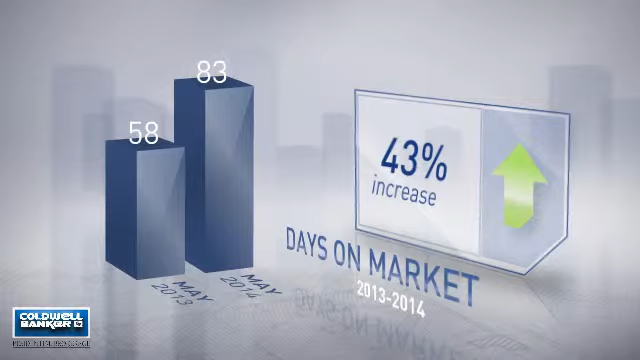 83
58
43%
increase
DAYS ON MARKET
2013-2014
MAY
2013
MAY
2014
COLDWELL
BANKER